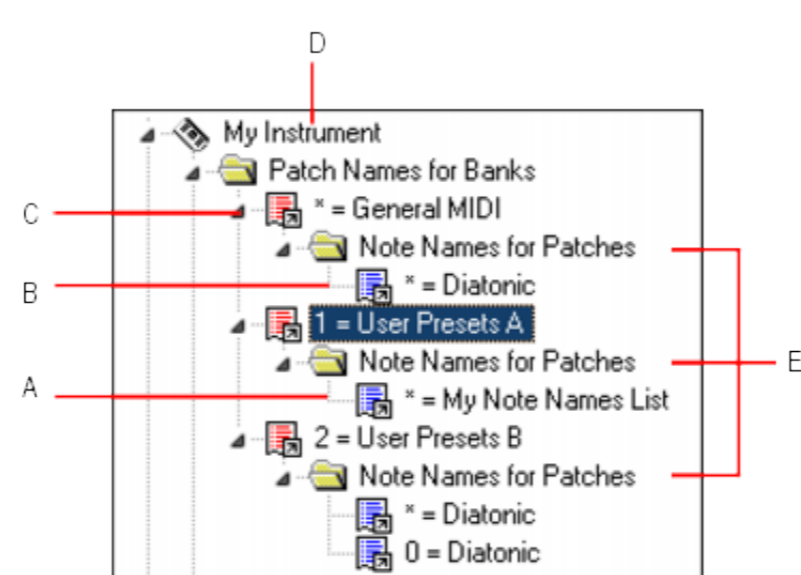 D
My Instrument
Patch Names for Banks
C
* = General MIDI
Note Names for Patches
B
* = Diatonic
1 = User Presets A
Note Names for Patches
E
A
* = My Note Names List
2 = User Presets B
Note Names for Patches
* = Diatonic
0 = Diatonic